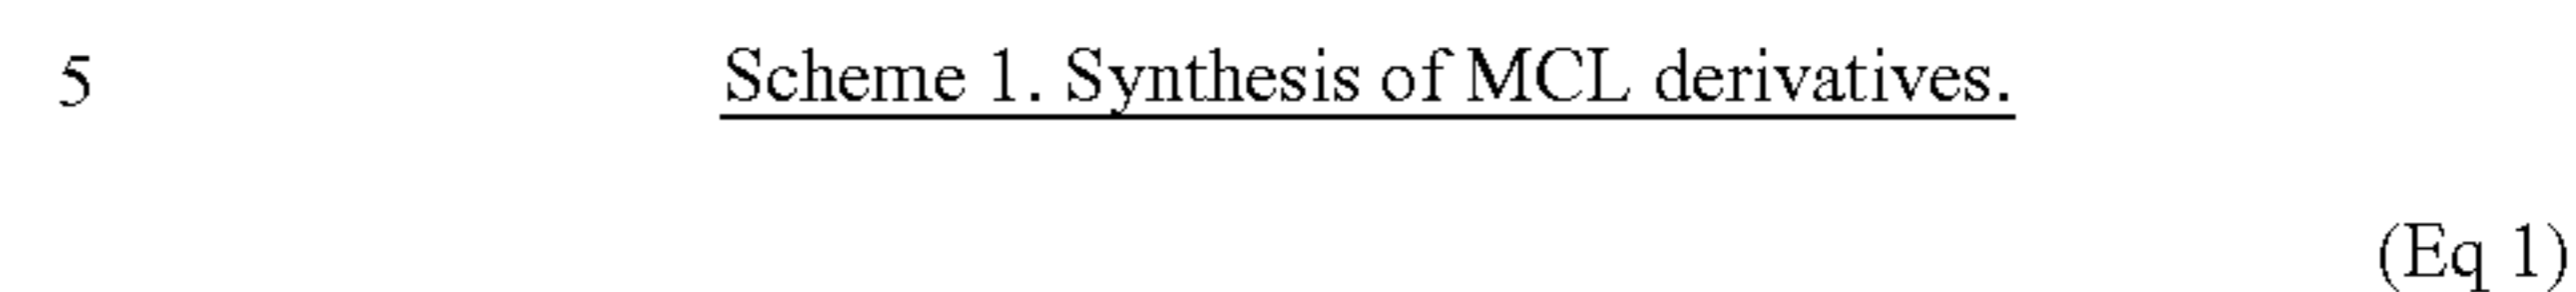 5 Scheme 1. Synthesis of MCL derivatives.
(Eq 1)